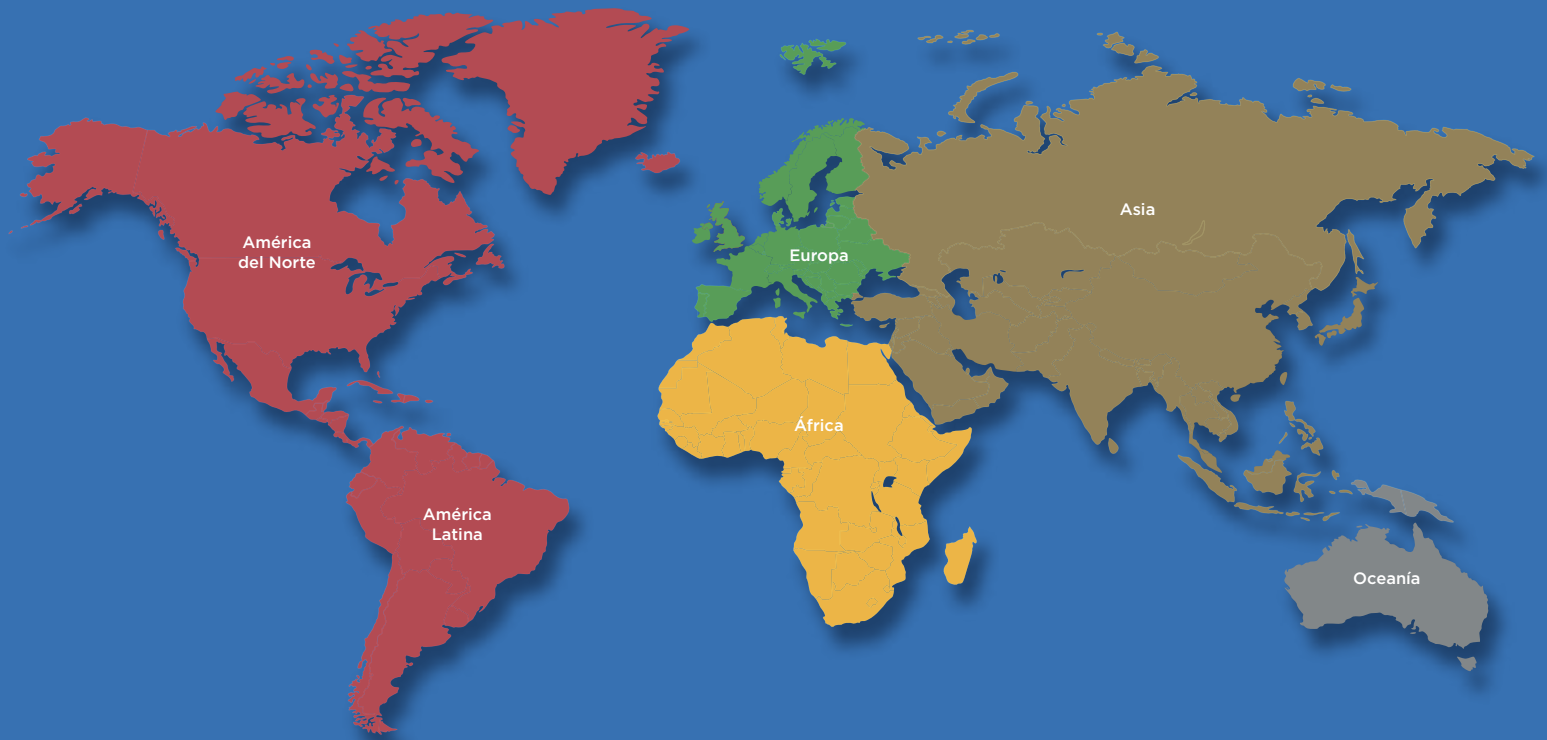 América
del Norte
Asia
Europa
África
América
Latina
Oceanía